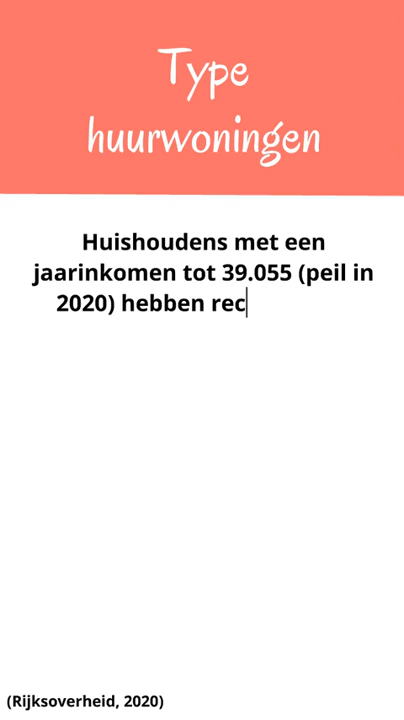 Type
huurwoningen
Huishoudens met een
jaarinkomen tot 39.055 (peil in
2020) hebben rec
(Rijksoverheid, 2020)